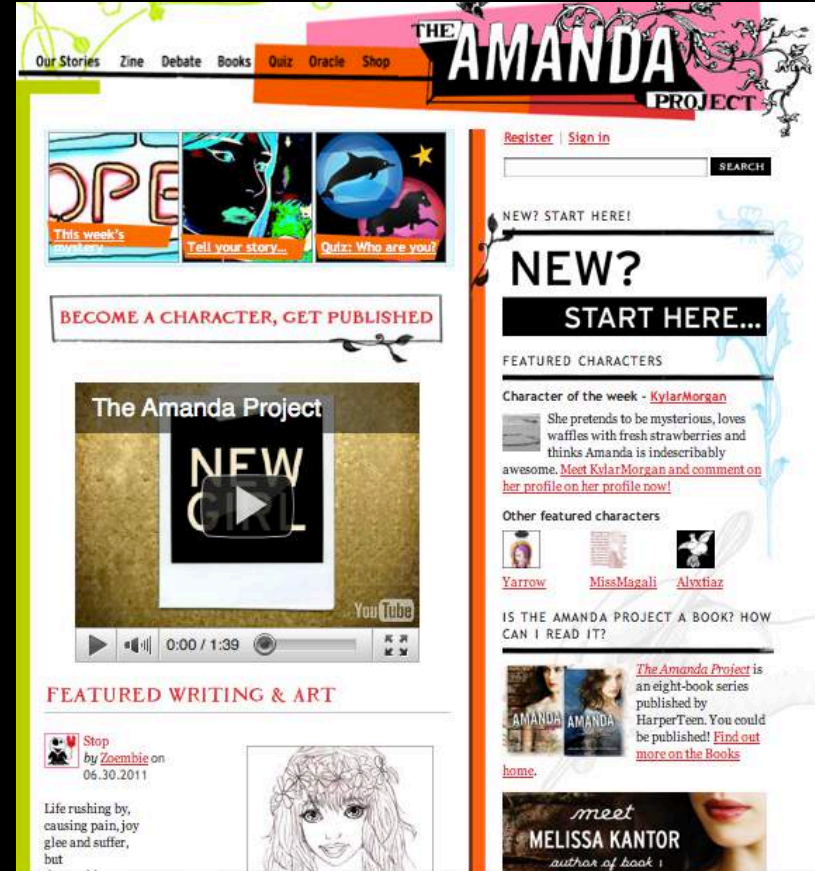 THE
AMANDA
PROJECT
Our Stories Zine Debate Books Quiz Oracle Shop
OPE
This week's
mystery
Tell your story...
Quiz: Who are you?
BECOME A CHARACTER, GET PUBLISHED
The Amanda Project
NEW
GIRL
YouTube
0:00 / 1:39
FEATURED WRITING & ART
Stop
by Zoembie on
06.30.2011
Life rushing by,
causing pain, joy
glee and suffer,
but
Register | Sign in
SEARCH
NEW? START HERE!
NEW?
START HERE...
FEATURED CHARACTERS
Character of the week - KylarMorgan
She pretends to be mysterious, loves
waffles with fresh strawberries and
thinks Amanda is indescribably
awesome. Meet KylarMorgan and comment on
her profile on her profile now!
Other featured characters
Yarrow MissMagali Alyxtiaz
IS THE AMANDA PROJECT A BOOK? HOW
CAN I READ IT?
AMANDA AMANDA
The Amanda Project is
an eight-book series
published by
HarperTeen. You could
be published! Find out
more on the Books
home.
meet
MELISSA KANTOR
author of book 1